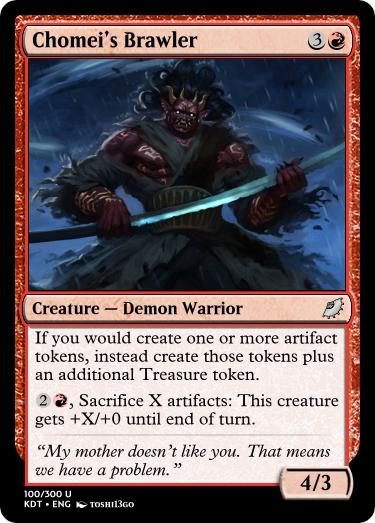 Chomei's Brawler 3
Creature — Demon Warrior
If you would create one or more artifact
tokens, instead create those tokens plus
an additional Treasure token.
2, Sacrifice X artifacts: This creature
gets +X/+0 until end of turn.
“My mother doesn't like you. That means
we have a problem.”
4/3
100/300 U
KDT • ENG TOSHI13GO